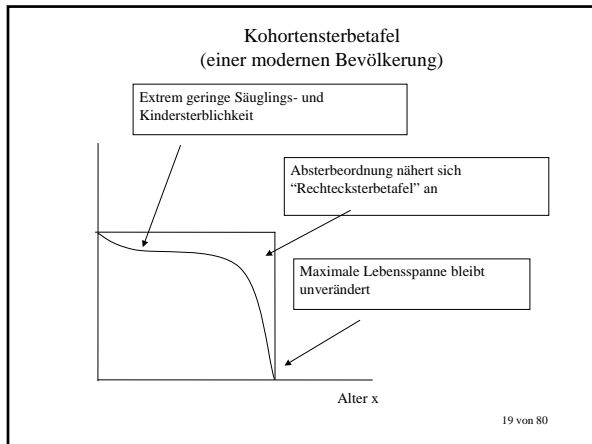 Kohortensterbetafel
(einer modernen Bevölkerung)
Extrem geringe Säuglings- und
Kindersterblichkeit
Absterbeordnung nähert sich
“Rechtecksterbetafel” an
Maximale Lebensspanne bleibt
unverändert
Alter x
19 von 80